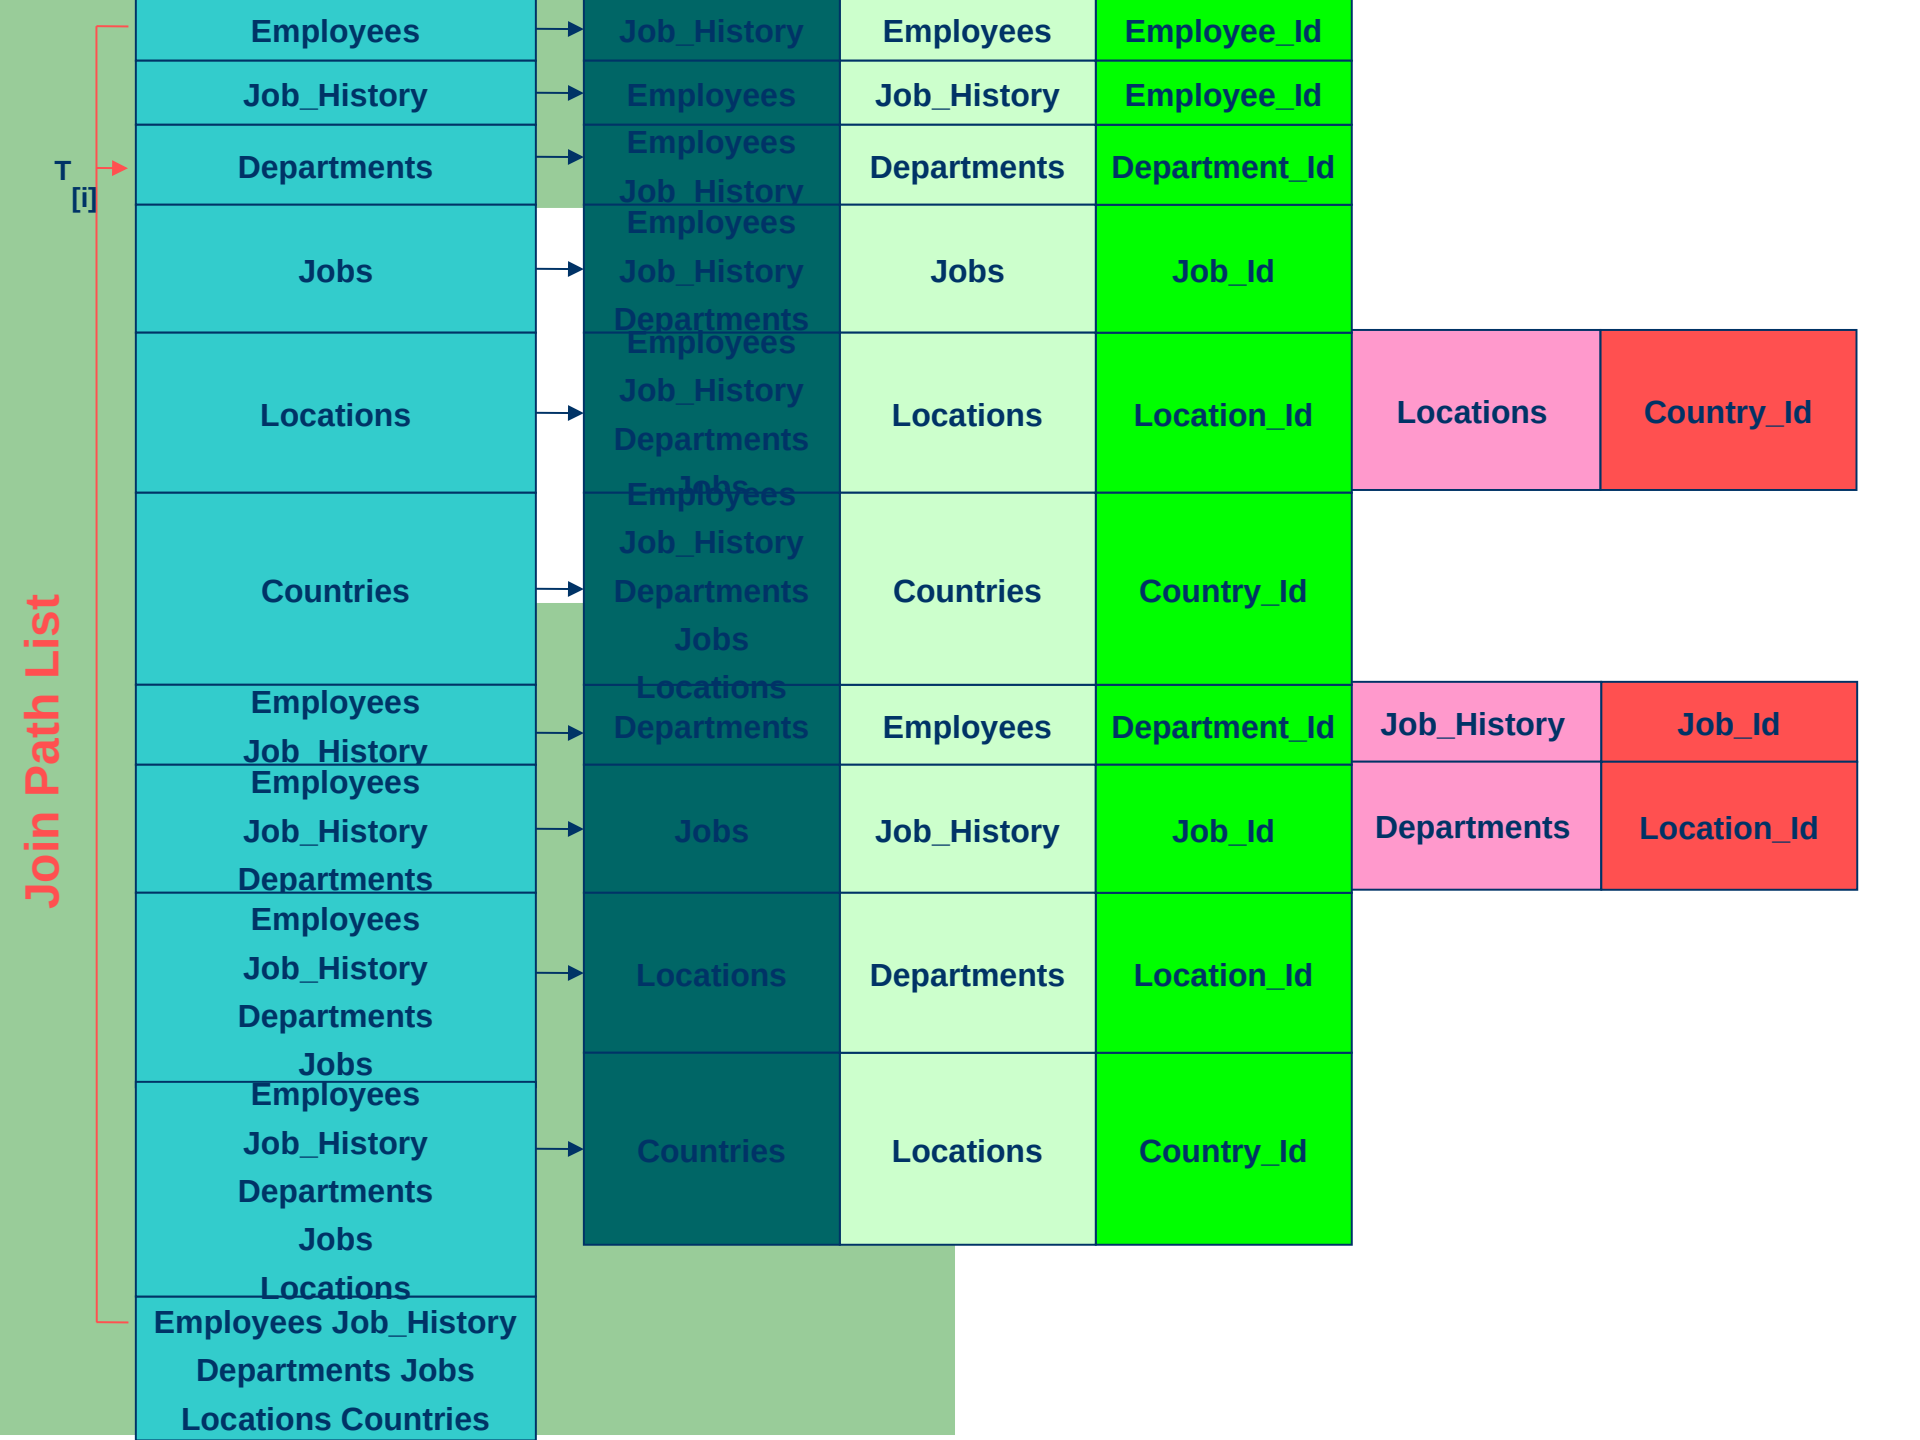 Employees
Job_History
Employees
Employee_Id
Job_History
Employees
Job_History
Employee_Id
T
[i]
Departments
Employees
Job_History
Departments
Department_Id
Jobs
Employees
Job_History
Departments
Jobs
Job_Id
Locations
Employees
Job_History
Departments
Jobs
Locations
Location_Id
Locations
Country_Id
Countries
Employees
Job_History
Departments
Jobs
Locations
Countries
Country_Id
Join Path List
Employees
Job_History
Departments
Employees
Department_Id
Job_History
Job_Id
Employees
Job_History
Departments
Jobs
Job_History
Job_Id
Departments
Location_Id
Employees
Job_History
Departments
Jobs
Locations
Departments
Location_Id
Employees
Job_History
Departments
Jobs
Locations
Countries
Locations
Country_Id
Employees Job_History
Departments Jobs
Locations Countries